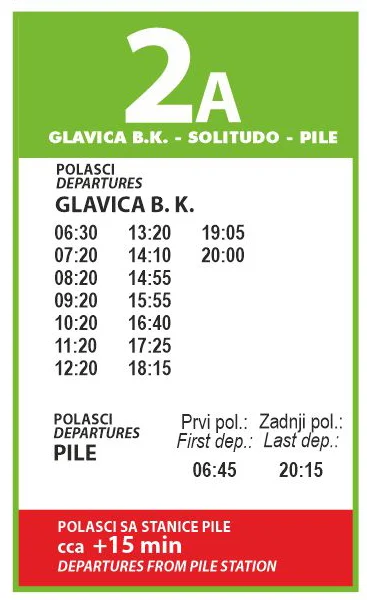 2A
GLAVICA B.K. - SOLITUDO - PILE
POLASCI
DEPARTURES
GLAVICA B. K.
06:30 13:20 19:05
07:20 14:10 20:00
08:20 14:55
09:20 15:55
10:20 16:40
11:20 17:25
12:20 18:15
POLASCI
DEPARTURES
PILE
Prvi pol.: Zadnji pol.:
First dep.: Last dep.:
06:45 20:15
POLASCI SA STANICE PILE
cca +15 min
DEPARTURES FROM PILE STATION